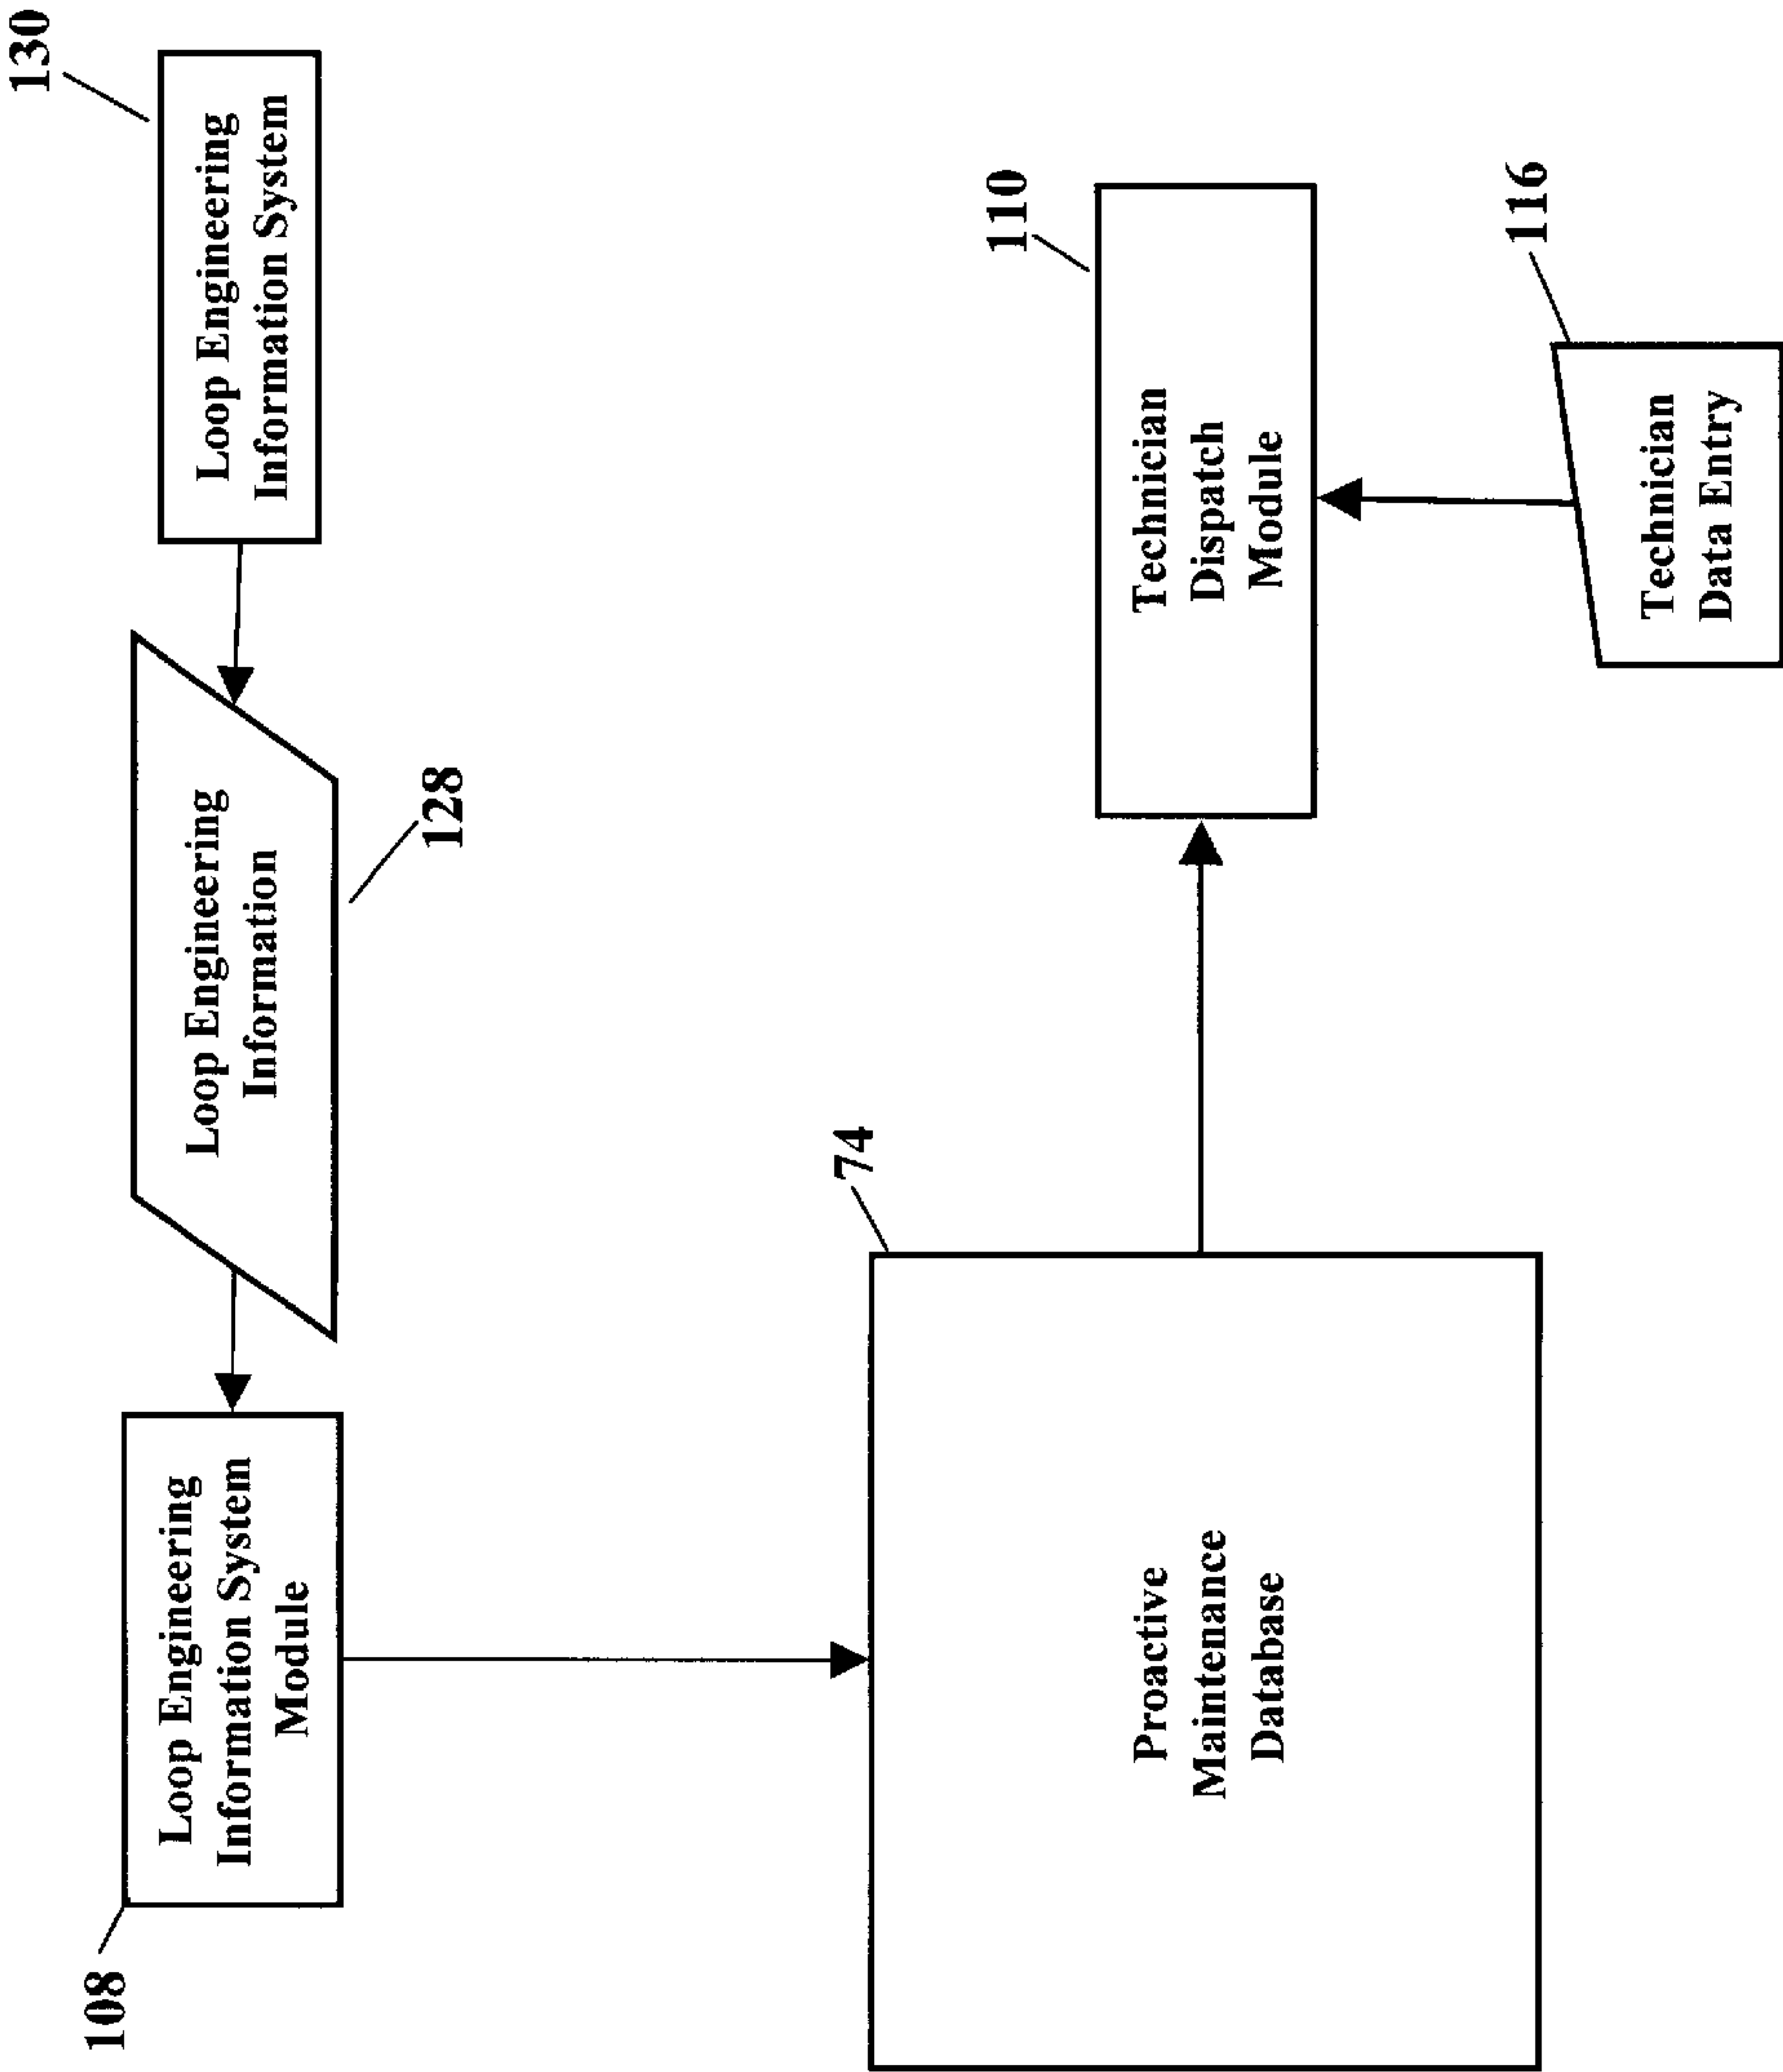 108
Loop Engineering
Information System
Module
Loop Engineering
Information
128
Loop Engineering
Information System
130
Proactive
Maintenance
Database
74
Technician
Dispatch
Module
110
Technician
Data Entry
116